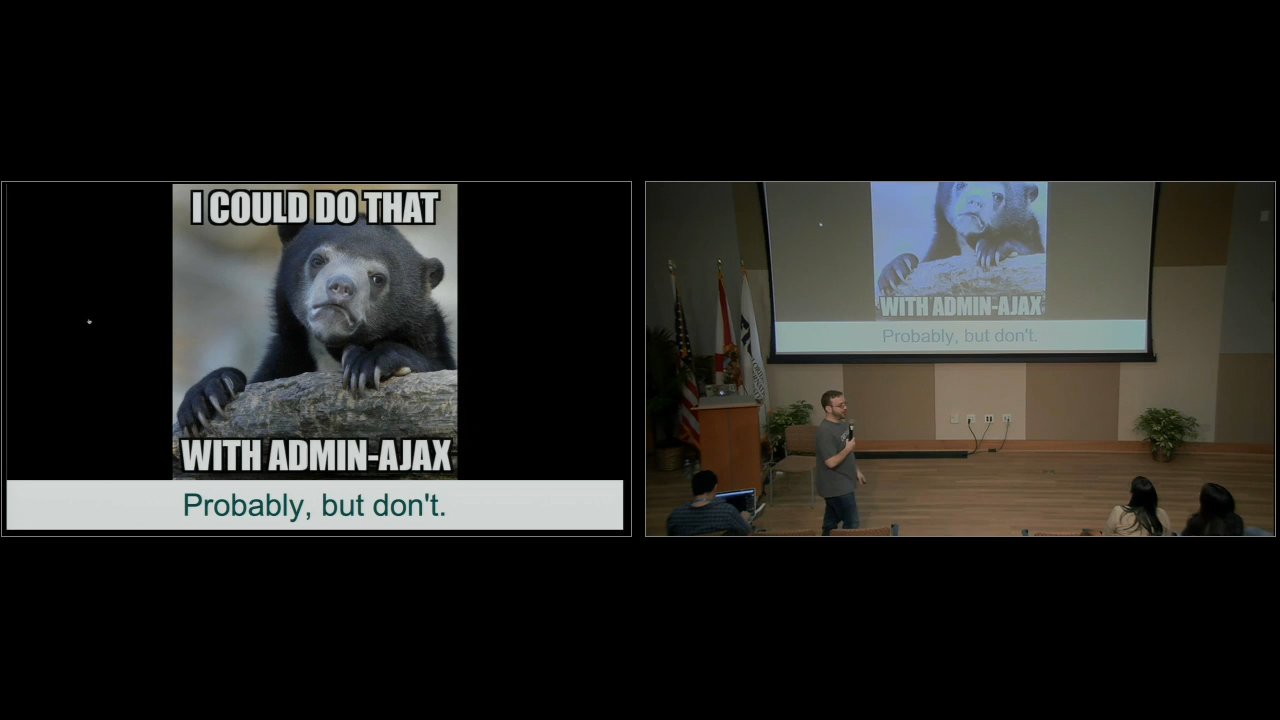 I COULD DO THAT
WITH ADMIN-AJAX
Probably, but don't.
WITH ADMIN-AJAX
Probably, but don't.